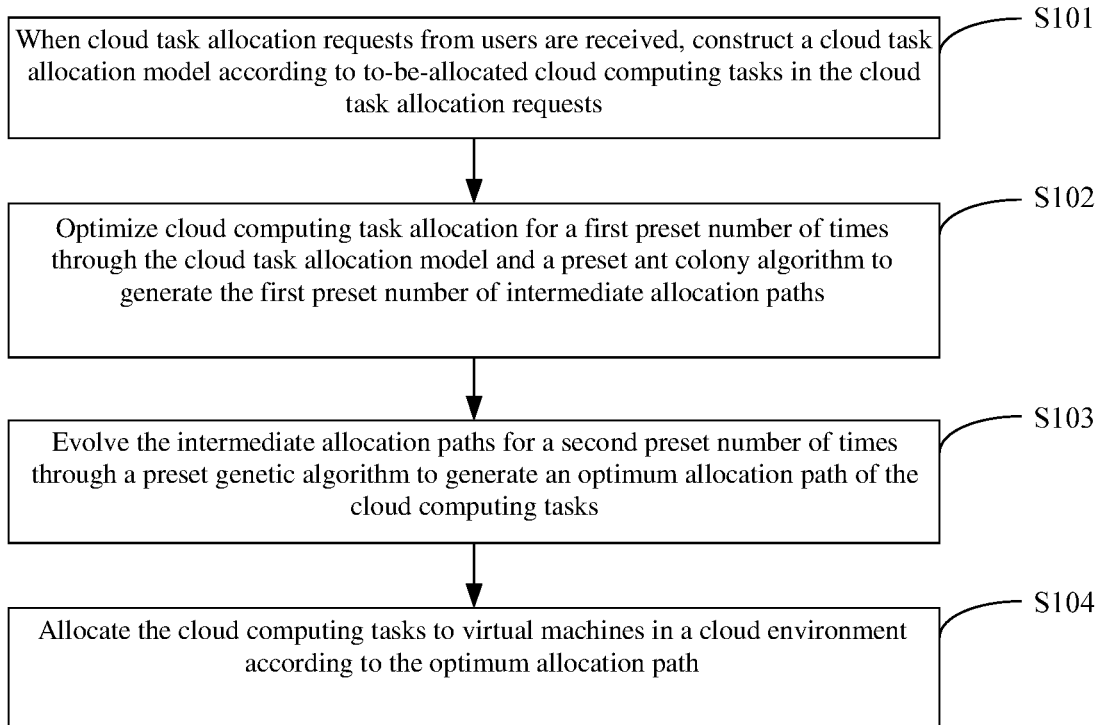 S101
When cloud task allocation requests from users are received, construct a cloud task
allocation model according to to-be-allocated cloud computing tasks in the cloud
task allocation requests
S102
Optimize cloud computing task allocation for a first preset number of times
through the cloud task allocation model and a preset ant colony algorithm to
generate the first preset number of intermediate allocation paths
S103
Evolve the intermediate allocation paths for a second preset number of times
through a preset genetic algorithm to generate an optimum allocation path of the
cloud computing tasks
S104
Allocate the cloud computing tasks to virtual machines in a cloud environment
according to the optimum allocation path